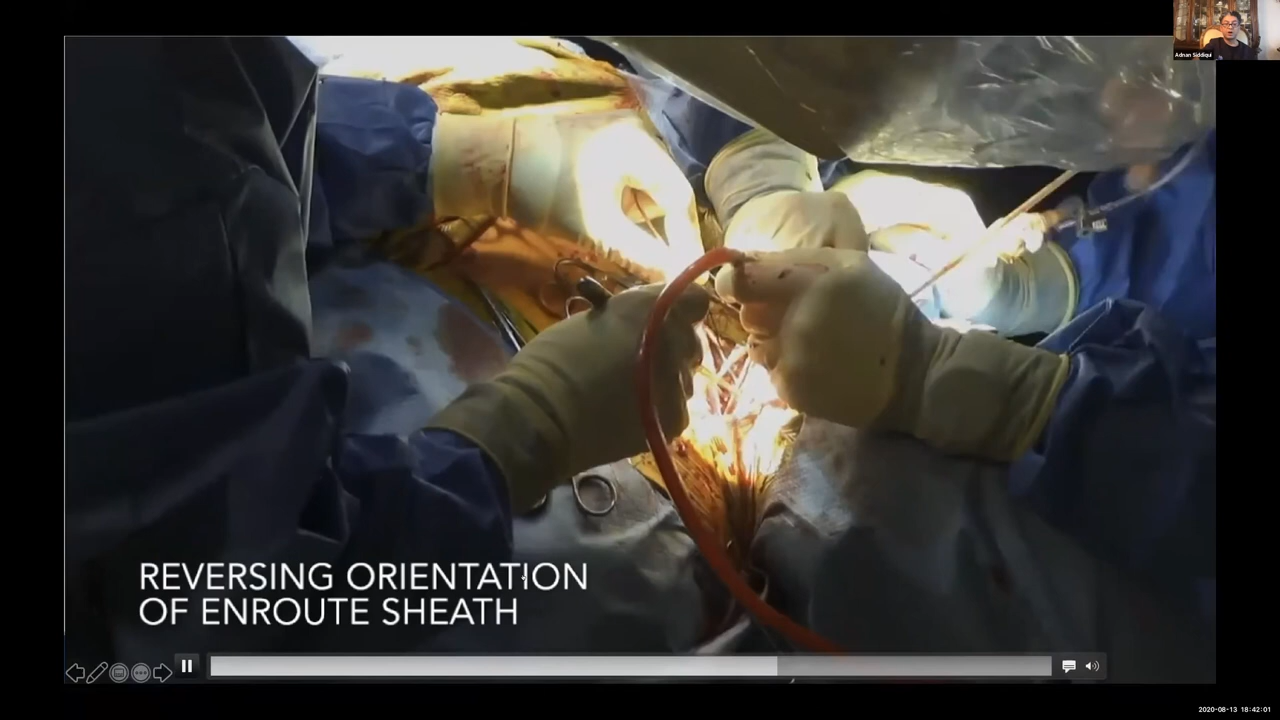 Adnan Siddiqui
REVERSING ORIENTATION
OF ENROUTE SHEATH
2020-08-13 18:42:01